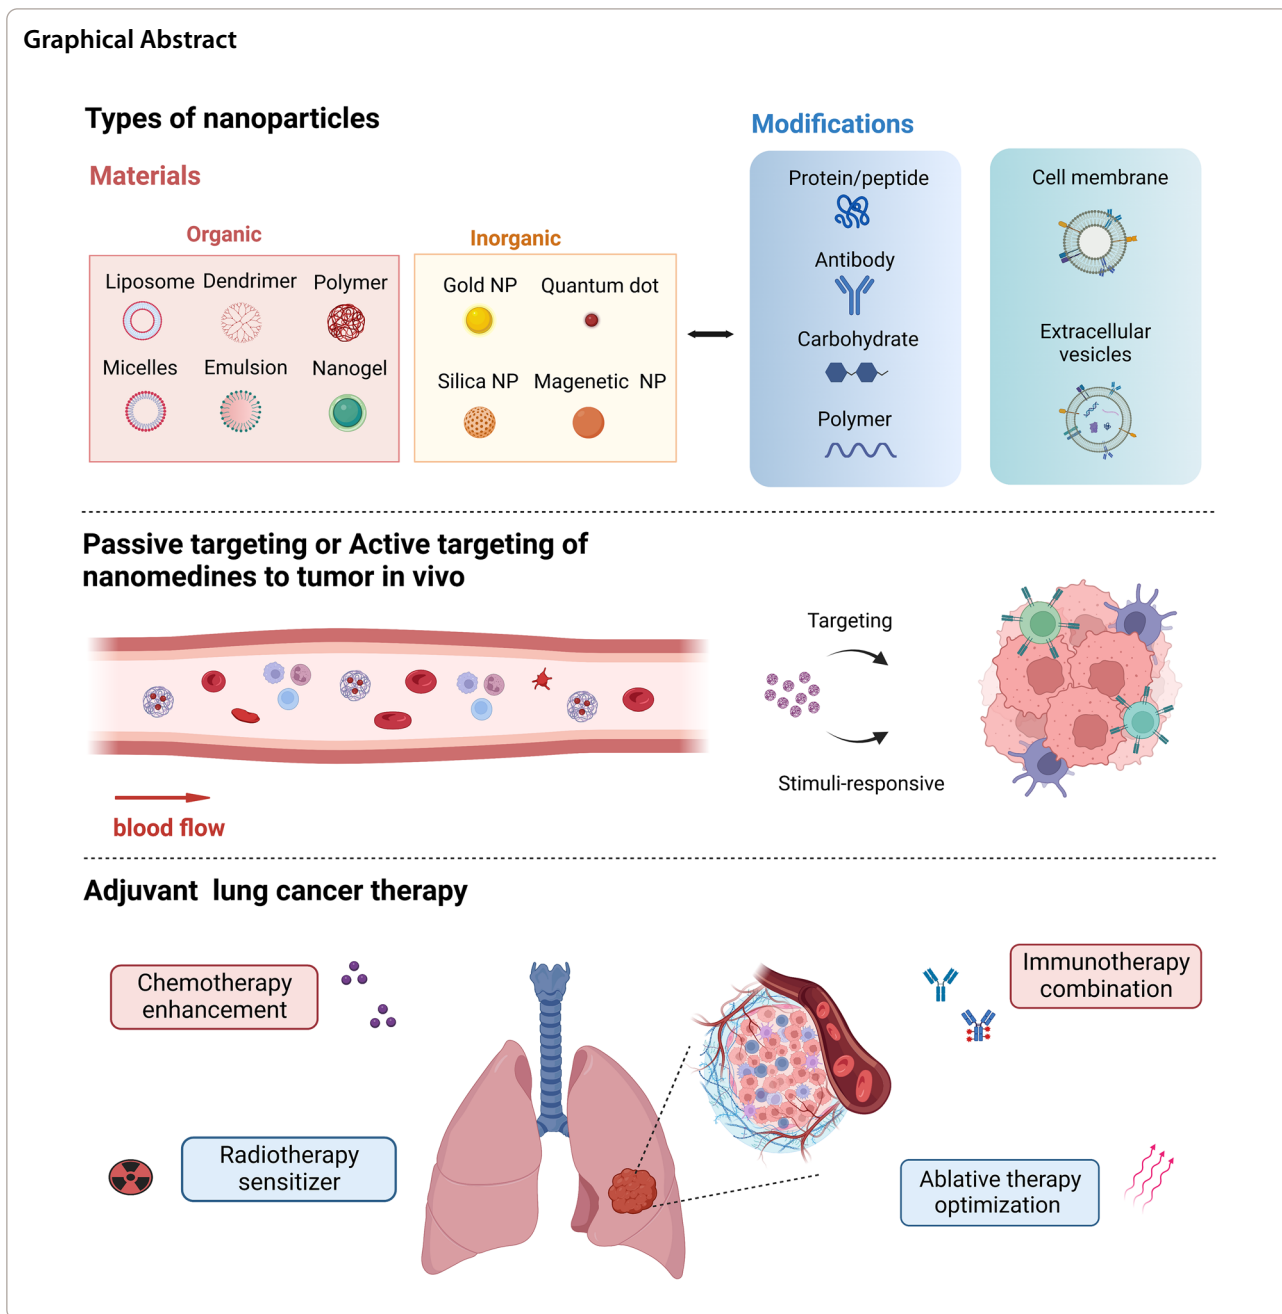 Graphical Abstract
Types of nanoparticles
Materials
Organic
Liposome Dendrimer Polymer
Micelles Emulsion Nanogel
Inorganic
Gold NP Quantum dot
Silica NP Magenetic NP
Modifications
Protein/peptide
Antibody
Carbohydrate
Polymer
Cell membrane
Extracellular
vesicles
Passive targeting or Active targeting of
nanomedines to tumor in vivo
blood flow
Targeting
Stimuli-responsive
Adjuvant lung cancer therapy
Chemotherapy
enhancement
Radiotherapy
sensitizer
Immunotherapy
combination
Ablative therapy
optimization